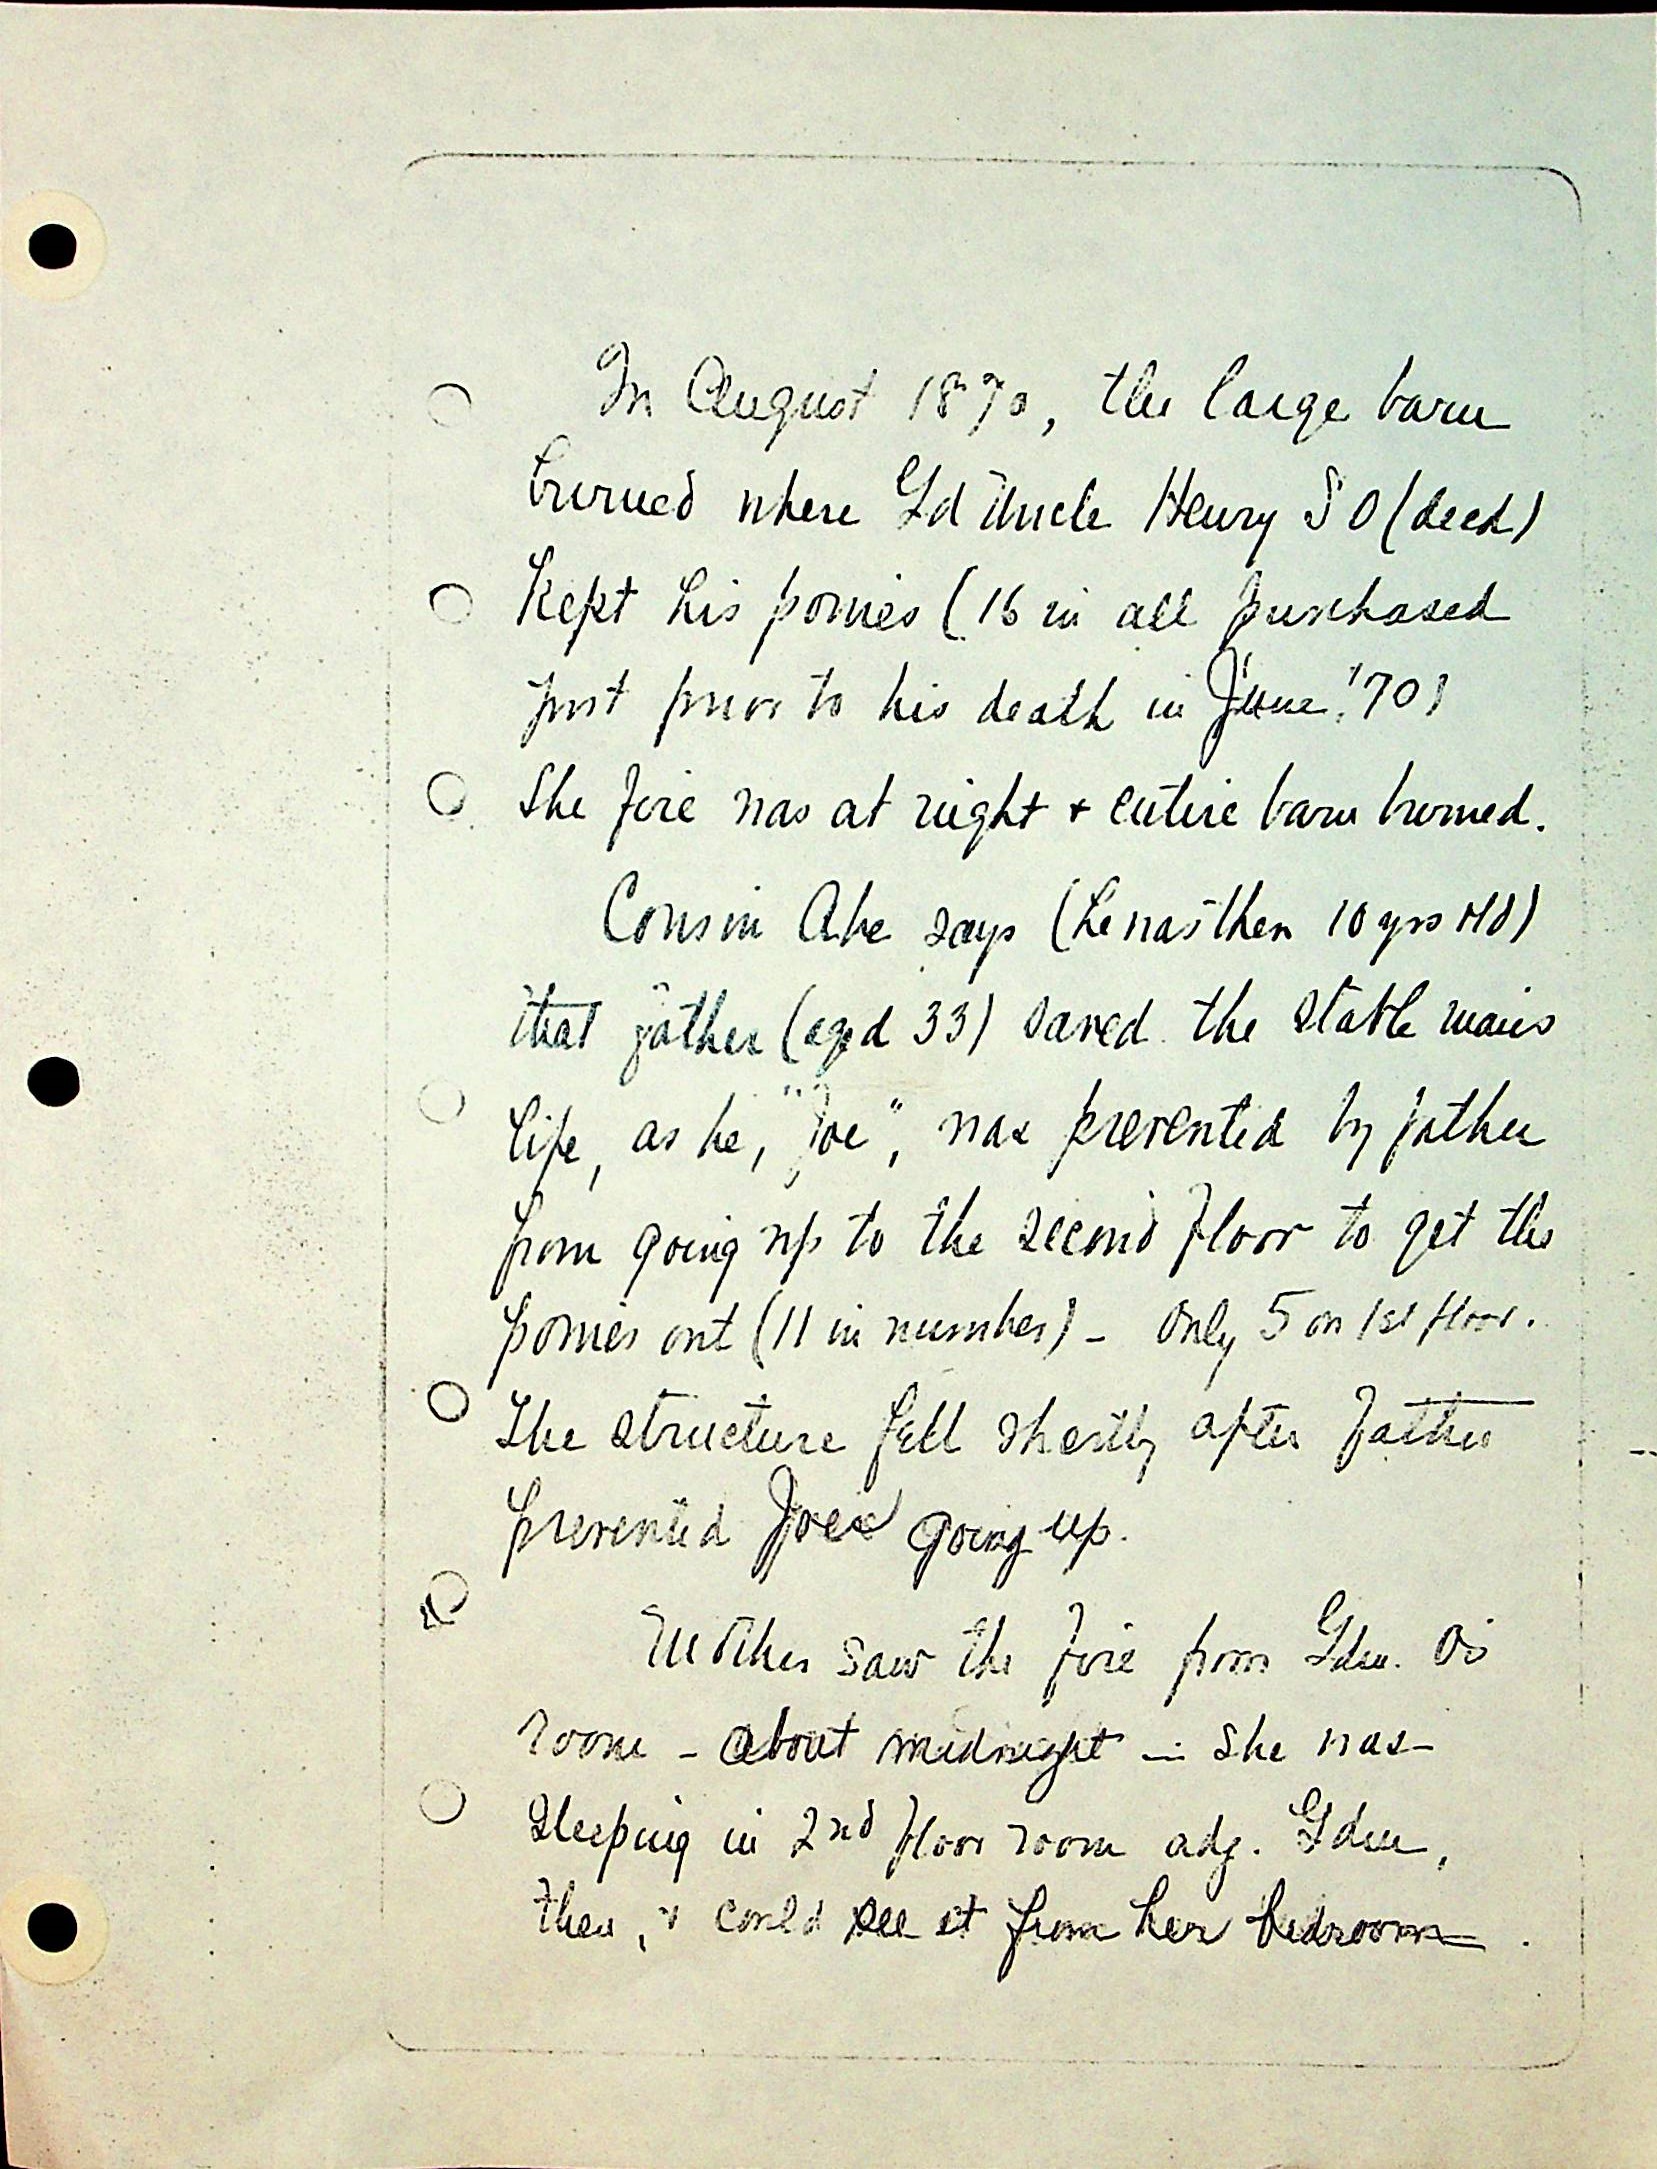 In August 1870, the large barn
burned where Gd Uncle Henry S O (decd)
kept his ponies (16 in all purchased
just prior to his death in June '70)
The fire was at night + entire barn burned.
Cousin Abe says (he was then 10 yrs old)
that father (aged 33) saved the stable mans
life, as he, "Joe", was prevented by father
from going up to the second floor to get the
ponies out (11 in number) - Only 5 on 1st floor.
The structure fell shortly after father
prevented Joe going up.
Mother saw the fire from Gdm. O's
room - about midnight - she was
sleeping in 2nd floor room adj. Gdm,
then, + could see it from her bedroom.